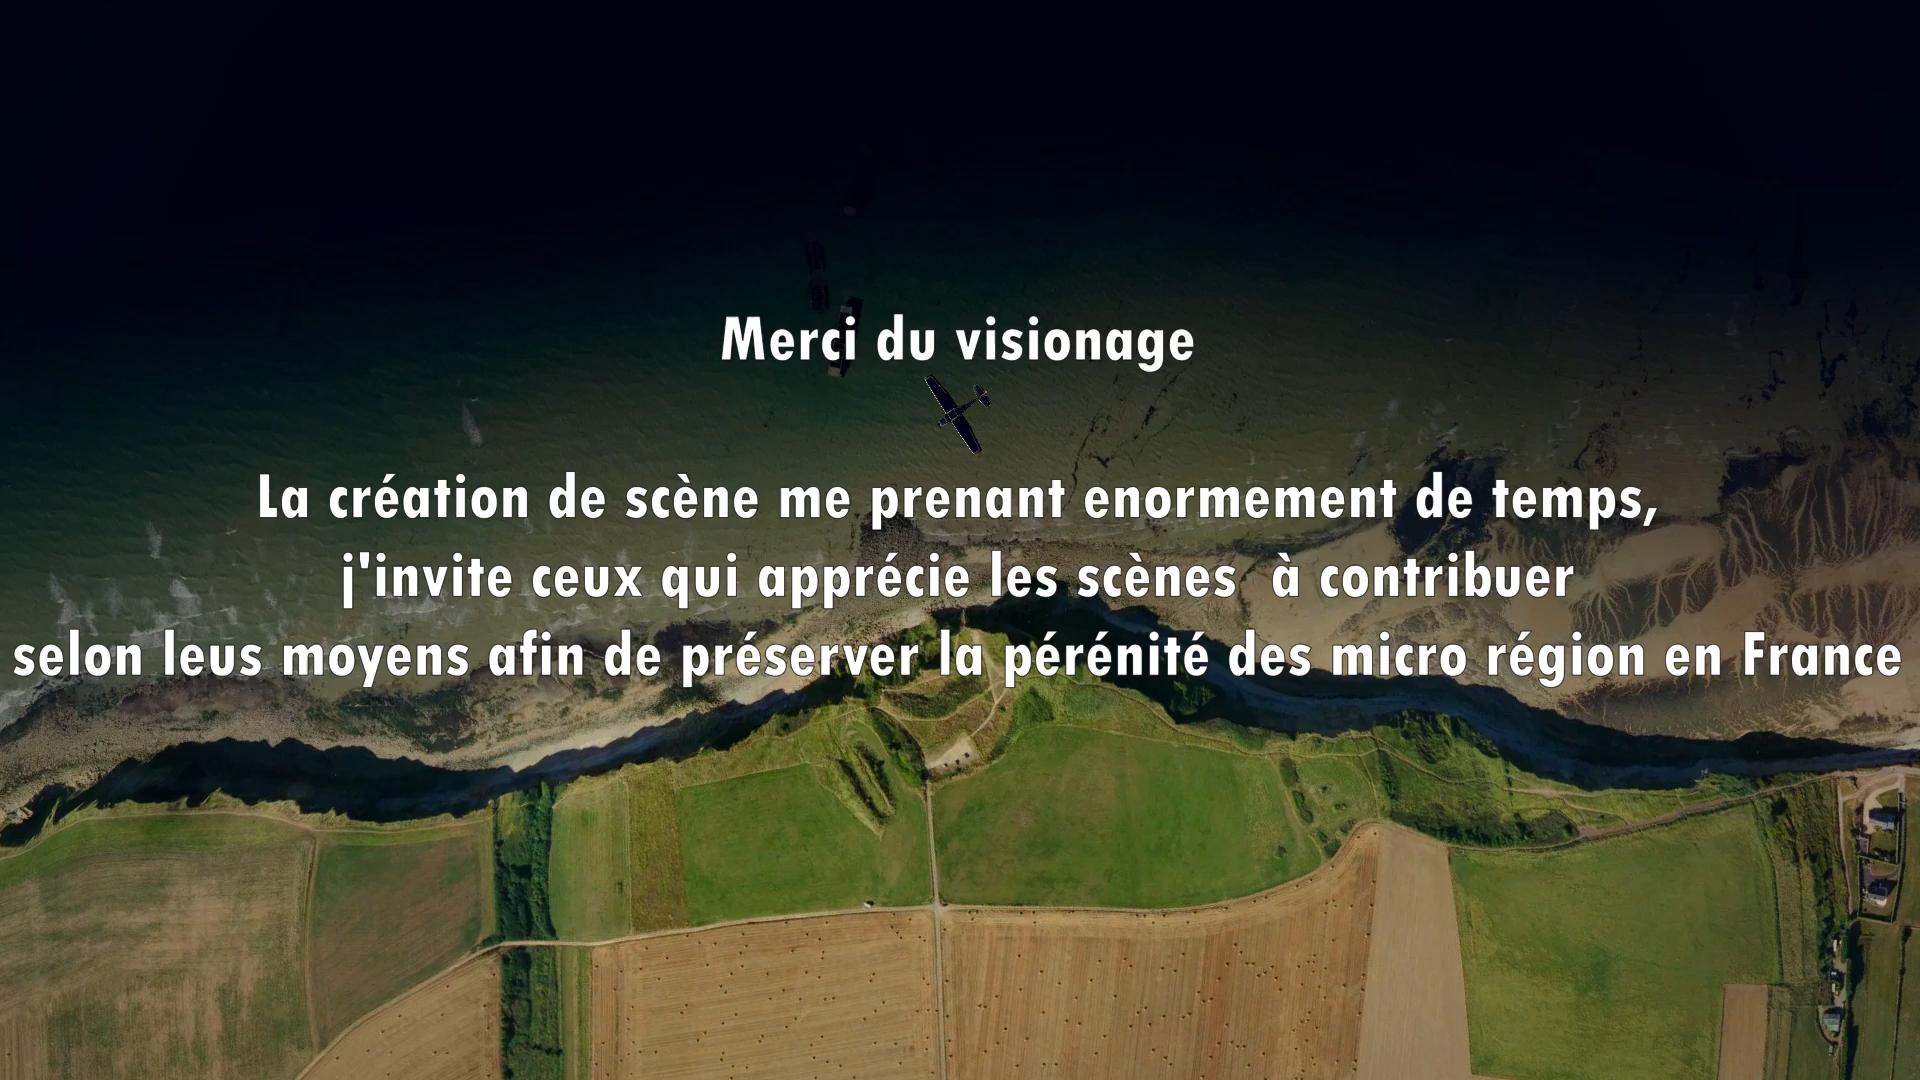 Merci du visionage
La création de scène me prenant enormement de temps,
j'invite ceux qui apprécie les scènes  à contribuer
selon leus moyens afin de préserver la pérénité des micro région en France